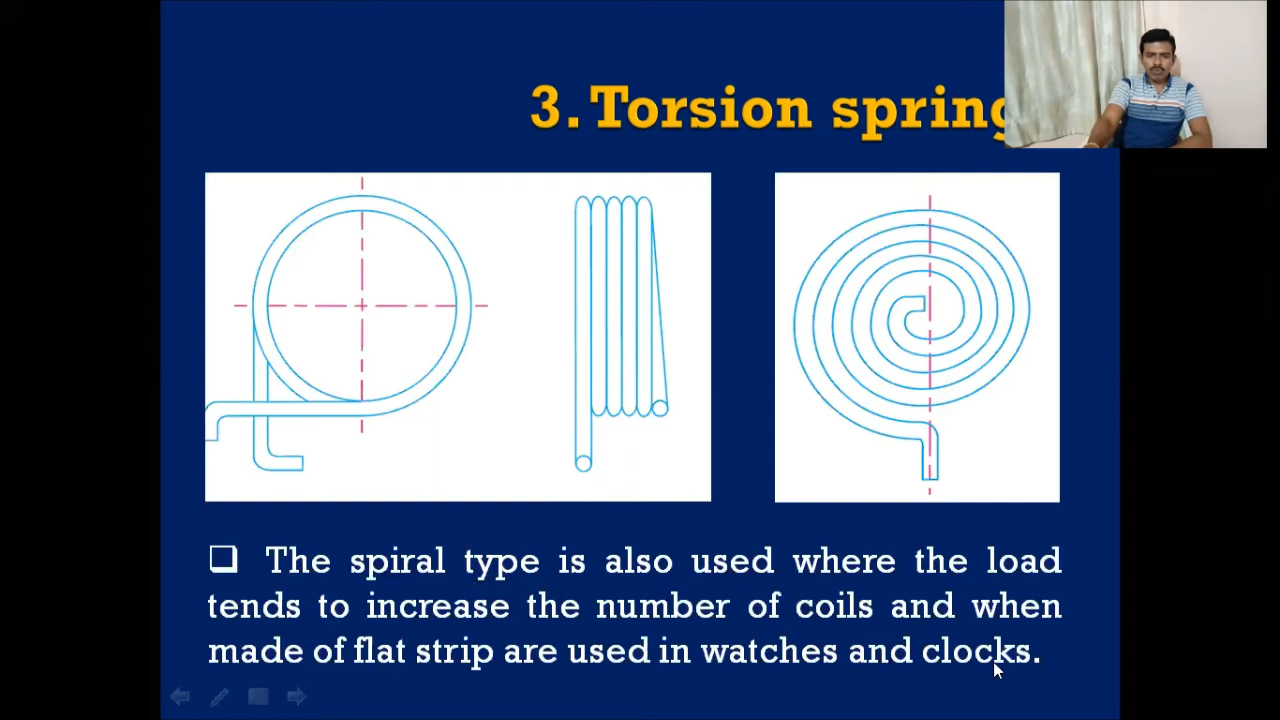 3. Torsion spring
❑ The spiral type is also used where the load
tends to increase the number of coils and when
made of flat strip are used in watches and clocks.